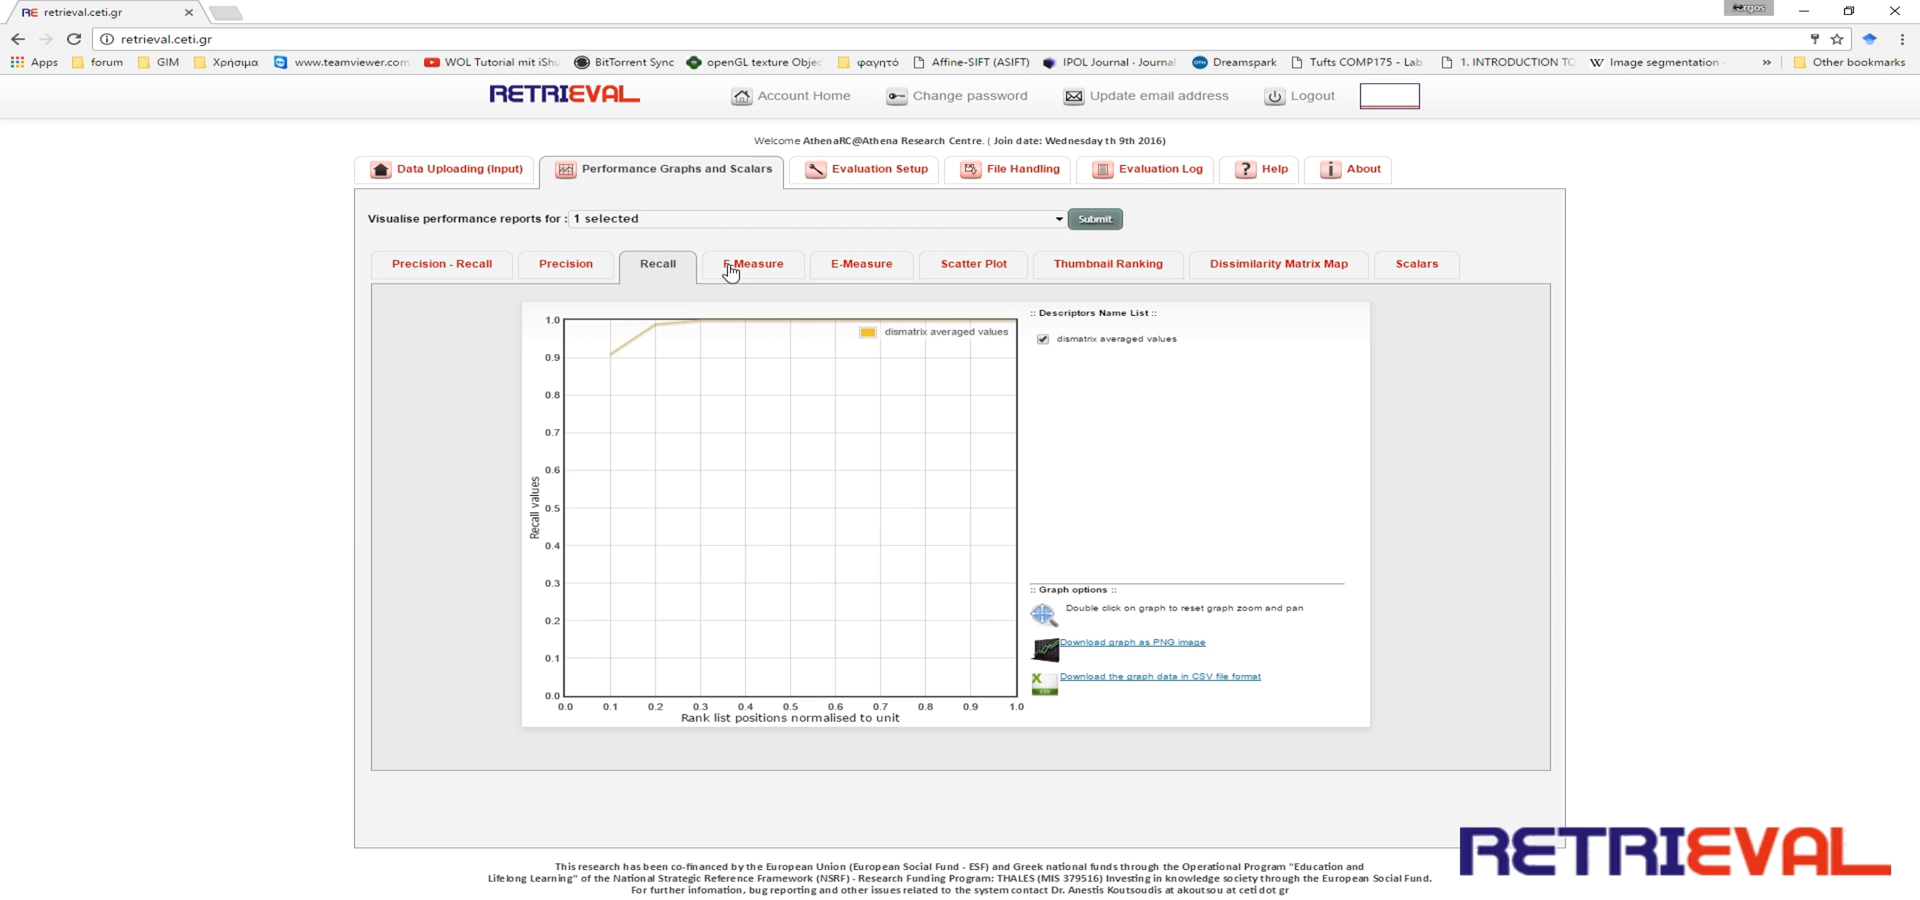 retrieval.ceti.gr
retrieval.ceti.gr
Apps forum GIM Χρήσιμα www.teamviewer.com WOL Tutorial mit iShu BitTorrent Sync openGL texture Objec φαγητό Affine-SIFT (ASIFT) IPOL Journal · Journal Dreamspark Tufts COMP175 - Lab 1. INTRODUCTION TO Image segmentation » Other bookmarks
RETRIEVAL Account Home Change password Update email address Logout
Welcome AthenaRC@Athena Research Centre. ( Join date: Wednesday th 9th 2016)
Data Uploading (Input) Performance Graphs and Scalars Evaluation Setup File Handling Evaluation Log Help About
Visualise performance reports for : 1 selected Submit
Precision - Recall Precision Recall F-Measure E-Measure Scatter Plot Thumbnail Ranking Dissimilarity Matrix Map Scalars
:: Descriptors Name List ::
dismatrix averaged values
dismatrix averaged values
1.0
0.9
0.8
0.7
0.6
0.5
0.4
0.3
0.2
0.1
0.0
Recall values
0.0 0.1 0.2 0.3 0.4 0.5 0.6 0.7 0.8 0.9 1.0
Rank list positions normalised to unit
:: Graph options ::
Double click on graph to reset graph zoom and pan
Download graph as PNG image
Download the graph data in CSV file format
RETRIEVAL
This research has been co-financed by the European Union (European Social Fund - ESF) and Greek national funds through the Operational Program "Education and
Lifelong Learning" of the National Strategic Reference Framework (NSRF) - Research Funding Program: THALES (MIS 379516) Investing in knowledge society through the European Social Fund.
For further infomation, bug reporting and other issues related to the system contact Dr. Anestis Koutsoudis at akoutsou at ceti dot gr